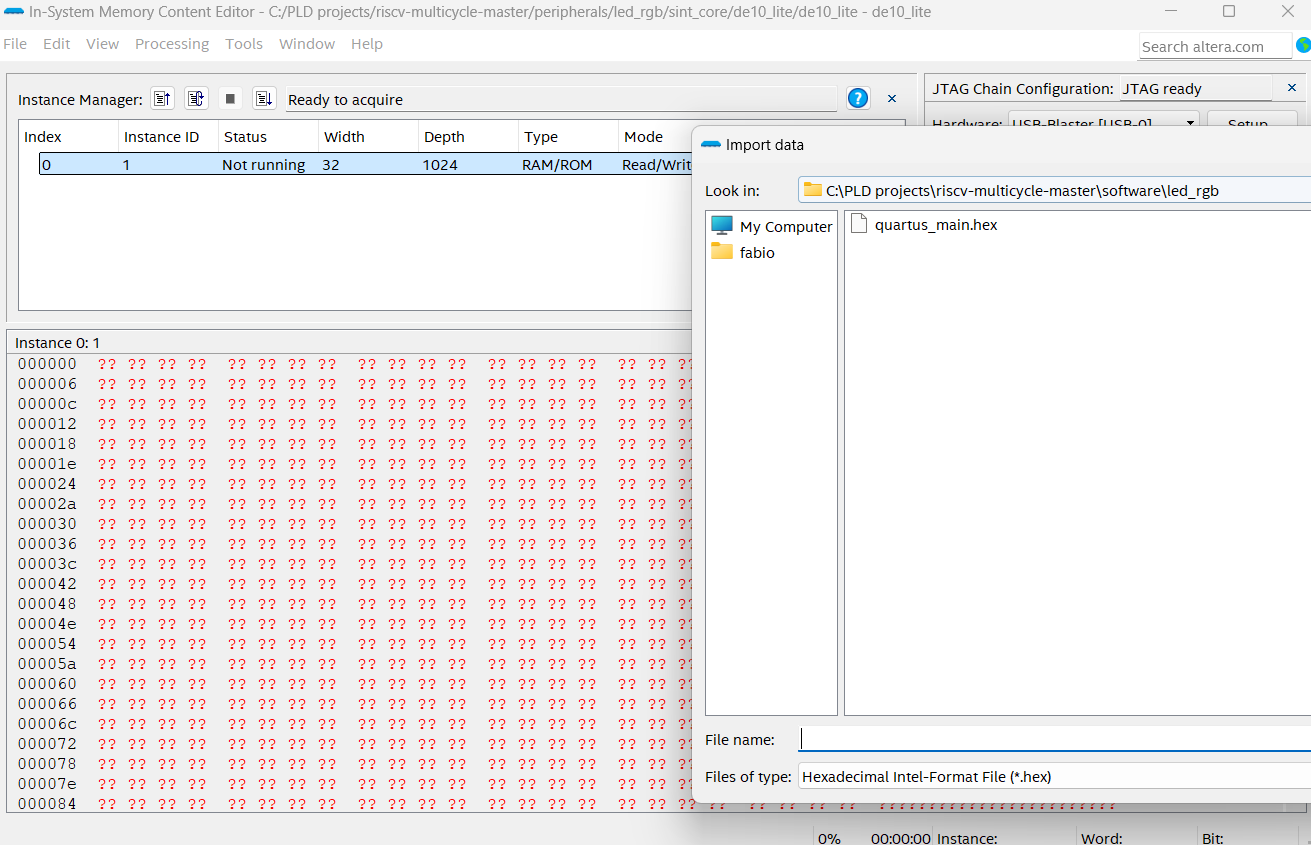 In-System Memory Content Editor - C:/PLD projects/riscv-multicycle-master/peripherals/led_rgb/sint_core/de10_lite/de10_lite - de10_lite
File Edit View Processing Tools Window Help
Search altera.com
Instance Manager: Ready to acquire
JTAG Chain Configuration: JTAG ready
Index Instance ID Status Width Depth Type Mode
0 1 Not running 32 1024 RAM/ROM Read/Writ
Hardware: USB-Blaster [USB-0] Setup
Import data
Look in: C:\PLD projects\riscv-multicycle-master\software\led_rgb
My Computer
fabio
quartus_main.hex
File name:
Files of type: Hexadecimal Intel-Format File (*.hex)
Instance 0: 1
000000 ?? ?? ?? ?? ?? ?? ?? ?? ?? ?? ?? ?? ?? ?? ?? ?? ?? ?? ??
000006 ?? ?? ?? ?? ?? ?? ?? ?? ?? ?? ?? ?? ?? ?? ?? ?? ?? ?? ??
00000c ?? ?? ?? ?? ?? ?? ?? ?? ?? ?? ?? ?? ?? ?? ?? ?? ?? ?? ??
000012 ?? ?? ?? ?? ?? ?? ?? ?? ?? ?? ?? ?? ?? ?? ?? ?? ?? ?? ??
000018 ?? ?? ?? ?? ?? ?? ?? ?? ?? ?? ?? ?? ?? ?? ?? ?? ?? ?? ??
00001e ?? ?? ?? ?? ?? ?? ?? ?? ?? ?? ?? ?? ?? ?? ?? ?? ?? ?? ??
000024 ?? ?? ?? ?? ?? ?? ?? ?? ?? ?? ?? ?? ?? ?? ?? ?? ?? ?? ??
00002a ?? ?? ?? ?? ?? ?? ?? ?? ?? ?? ?? ?? ?? ?? ?? ?? ?? ?? ??
000030 ?? ?? ?? ?? ?? ?? ?? ?? ?? ?? ?? ?? ?? ?? ?? ?? ?? ?? ??
000036 ?? ?? ?? ?? ?? ?? ?? ?? ?? ?? ?? ?? ?? ?? ?? ?? ?? ?? ??
00003c ?? ?? ?? ?? ?? ?? ?? ?? ?? ?? ?? ?? ?? ?? ?? ?? ?? ?? ??
000042 ?? ?? ?? ?? ?? ?? ?? ?? ?? ?? ?? ?? ?? ?? ?? ?? ?? ?? ??
000048 ?? ?? ?? ?? ?? ?? ?? ?? ?? ?? ?? ?? ?? ?? ?? ?? ?? ?? ??
00004e ?? ?? ?? ?? ?? ?? ?? ?? ?? ?? ?? ?? ?? ?? ?? ?? ?? ?? ??
000054 ?? ?? ?? ?? ?? ?? ?? ?? ?? ?? ?? ?? ?? ?? ?? ?? ?? ?? ??
00005a ?? ?? ?? ?? ?? ?? ?? ?? ?? ?? ?? ?? ?? ?? ?? ?? ?? ?? ??
000060 ?? ?? ?? ?? ?? ?? ?? ?? ?? ?? ?? ?? ?? ?? ?? ?? ?? ?? ??
000066 ?? ?? ?? ?? ?? ?? ?? ?? ?? ?? ?? ?? ?? ?? ?? ?? ?? ?? ??
00006c ?? ?? ?? ?? ?? ?? ?? ?? ?? ?? ?? ?? ?? ?? ?? ?? ?? ?? ??
000072 ?? ?? ?? ?? ?? ?? ?? ?? ?? ?? ?? ?? ?? ?? ?? ?? ?? ?? ??
000078 ?? ?? ?? ?? ?? ?? ?? ?? ?? ?? ?? ?? ?? ?? ?? ?? ?? ?? ??
00007e ?? ?? ?? ?? ?? ?? ?? ?? ?? ?? ?? ?? ?? ?? ?? ?? ?? ?? ??
000084 ?? ?? ?? ?? ?? ?? ?? ?? ?? ?? ?? ?? ?? ?? ?? ?? ?? ?? ?? ?? ?? ?? ?? ?? ????????????????????????
0% 00:00:00 Instance: Word: Bit: